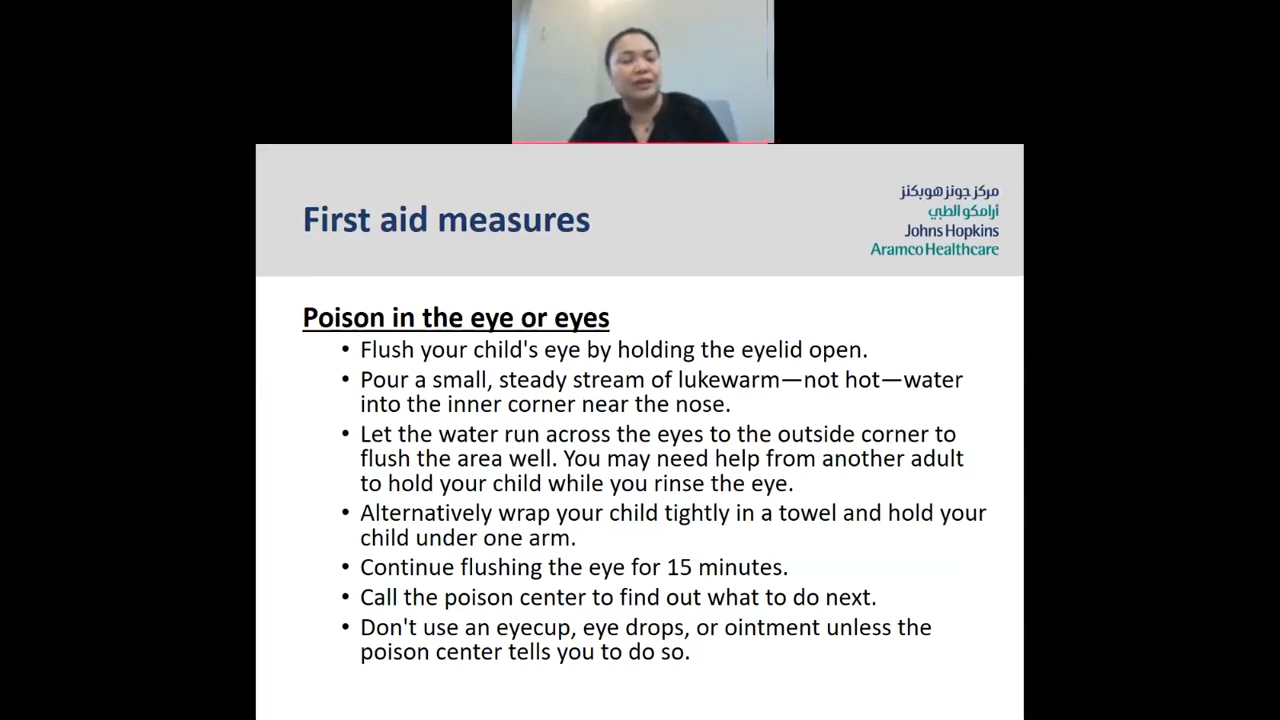 First aid measures
مركز جونز هوبكنز
أرامكو الطبي
Johns Hopkins
Aramco Healthcare
Poison in the eye or eyes
• Flush your child's eye by holding the eyelid open.
• Pour a small, steady stream of lukewarm—not hot—water
into the inner corner near the nose.
• Let the water run across the eyes to the outside corner to
flush the area well. You may need help from another adult
to hold your child while you rinse the eye.
• Alternatively wrap your child tightly in a towel and hold your
child under one arm.
• Continue flushing the eye for 15 minutes.
• Call the poison center to find out what to do next.
• Don't use an eyecup, eye drops, or ointment unless the
poison center tells you to do so.